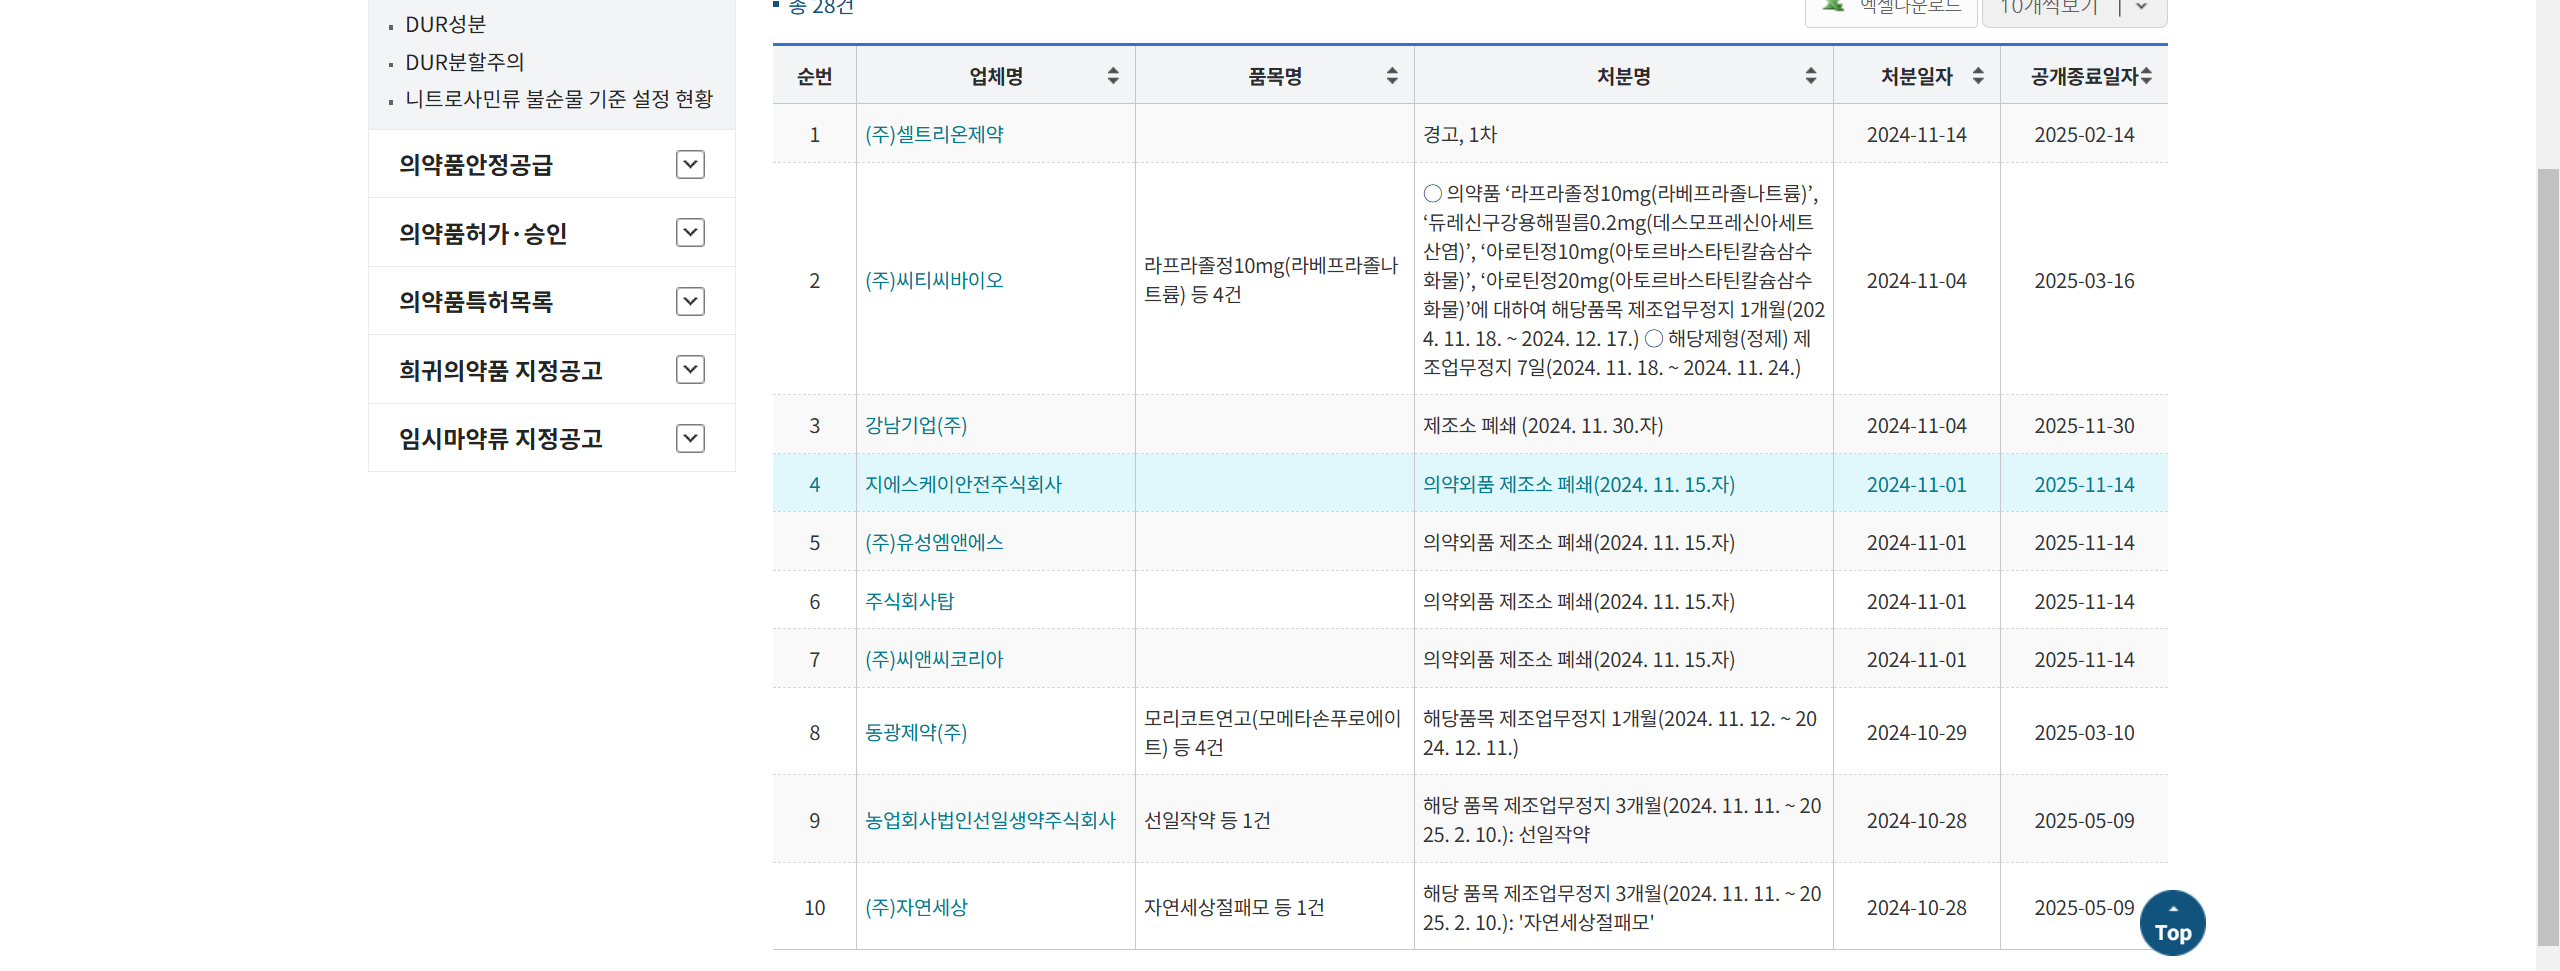 DUR성분
DUR분할주의
니트로사민류 불순물 기준 설정 현황
의약품안정공급
의약품허가·승인
의약품특허목록
희귀의약품 지정공고
임시마약류 지정공고
총 28건
엑셀다운로드
10개씩보기
순번 업체명 품목명 처분명 처분일자 공개종료일자
1 (주)셀트리온제약 경고, 1차 2024-11-14 2025-02-14
2 (주)씨티씨바이오
라프라졸정10mg(라베프라졸나
트륨) 등 4건
○ 의약품 ‘라프라졸정10mg(라베프라졸나트륨)’,
‘듀레신구강용해필름0.2mg(데스모프레신아세트
산염)’, ‘아로틴정10mg(아토르바스타틴칼슘삼수
화물)’, ‘아로틴정20mg(아토르바스타틴칼슘삼수
화물)’에 대하여 해당품목 제조업무정지 1개월(202
4. 11. 18. ~ 2024. 12. 17.) ○ 해당제형(정제) 제
조업무정지 7일(2024. 11. 18. ~ 2024. 11. 24.)
2024-11-04 2025-03-16
3 강남기업(주) 제조소 폐쇄 (2024. 11. 30.자) 2024-11-04 2025-11-30
4 지에스케이안전주식회사 의약외품 제조소 폐쇄(2024. 11. 15.자) 2024-11-01 2025-11-14
5 (주)유성엠앤에스 의약외품 제조소 폐쇄(2024. 11. 15.자) 2024-11-01 2025-11-14
6 주식회사탑 의약외품 제조소 폐쇄(2024. 11. 15.자) 2024-11-01 2025-11-14
7 (주)씨앤씨코리아 의약외품 제조소 폐쇄(2024. 11. 15.자) 2024-11-01 2025-11-14
8 동광제약(주)
모리코트연고(모메타손푸로에이
트) 등 4건
해당품목 제조업무정지 1개월(2024. 11. 12. ~ 20
24. 12. 11.)
2024-10-29 2025-03-10
9 농업회사법인선일생약주식회사 선일작약 등 1건
해당 품목 제조업무정지 3개월(2024. 11. 11. ~ 20
25. 2. 10.): 선일작약
2024-10-28 2025-05-09
10 (주)자연세상 자연세상절패모 등 1건
해당 품목 제조업무정지 3개월(2024. 11. 11. ~ 20
25. 2. 10.): '자연세상절패모'
2024-10-28 2025-05-09
Top